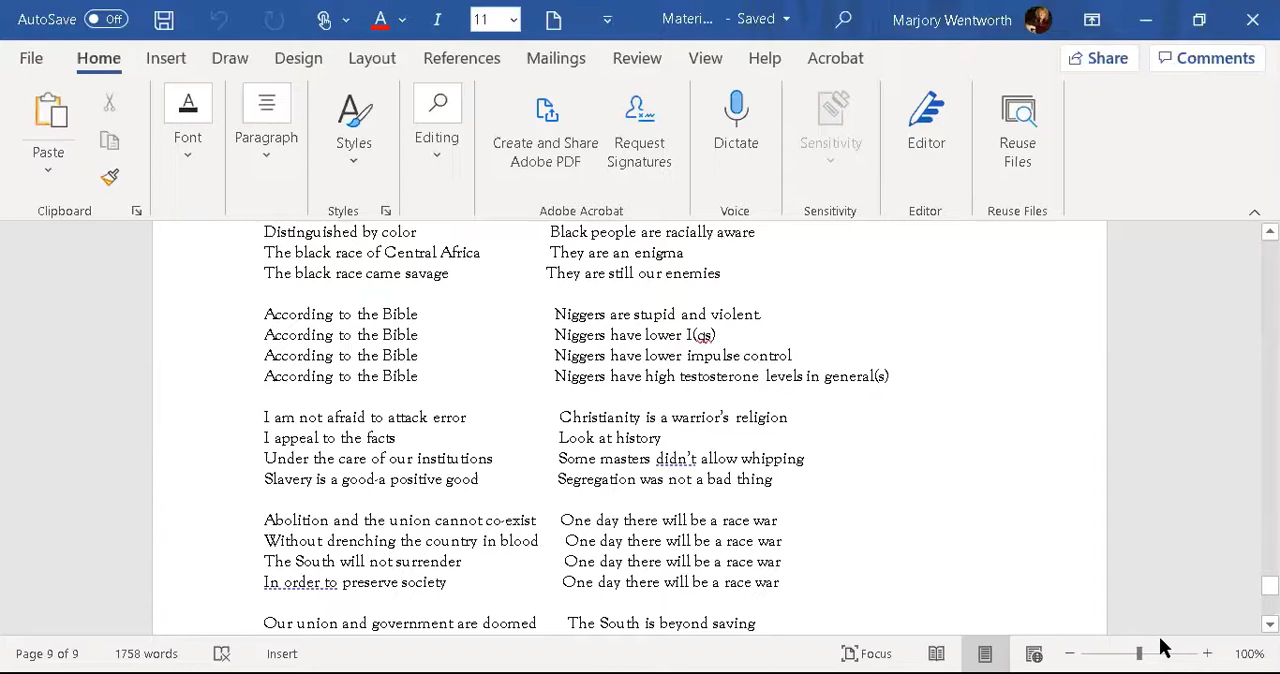 AutoSave Off 11 Materi... - Saved Marjory Wentworth
File Home Insert Draw Design Layout References Mailings Review View Help Acrobat Share Comments
Paste Font Paragraph Styles Editing Create and Share Adobe PDF Request Signatures Dictate Sensitivity Editor Reuse Files
Clipboard Styles Adobe Acrobat Voice Sensitivity Editor Reuse Files
Distinguished by color Black people are racially aware
The black race of Central Africa They are an enigma
The black race came savage They are still our enemies
According to the Bible Niggers are stupid and violent.
According to the Bible Niggers have lower I(qs)
According to the Bible Niggers have lower impulse control
According to the Bible Niggers have high testosterone levels in general(s)
I am not afraid to attack error Christianity is a warrior's religion
I appeal to the facts Look at history
Under the care of our institutions Some masters didn't allow whipping
Slavery is a good-a positive good Segregation was not a bad thing
Abolition and the union cannot co-exist One day there will be a race war
Without drenching the country in blood One day there will be a race war
The South will not surrender One day there will be a race war
In order to preserve society One day there will be a race war
Our union and government are doomed The South is beyond saving
Page 9 of 9 1758 words Insert Focus 100%